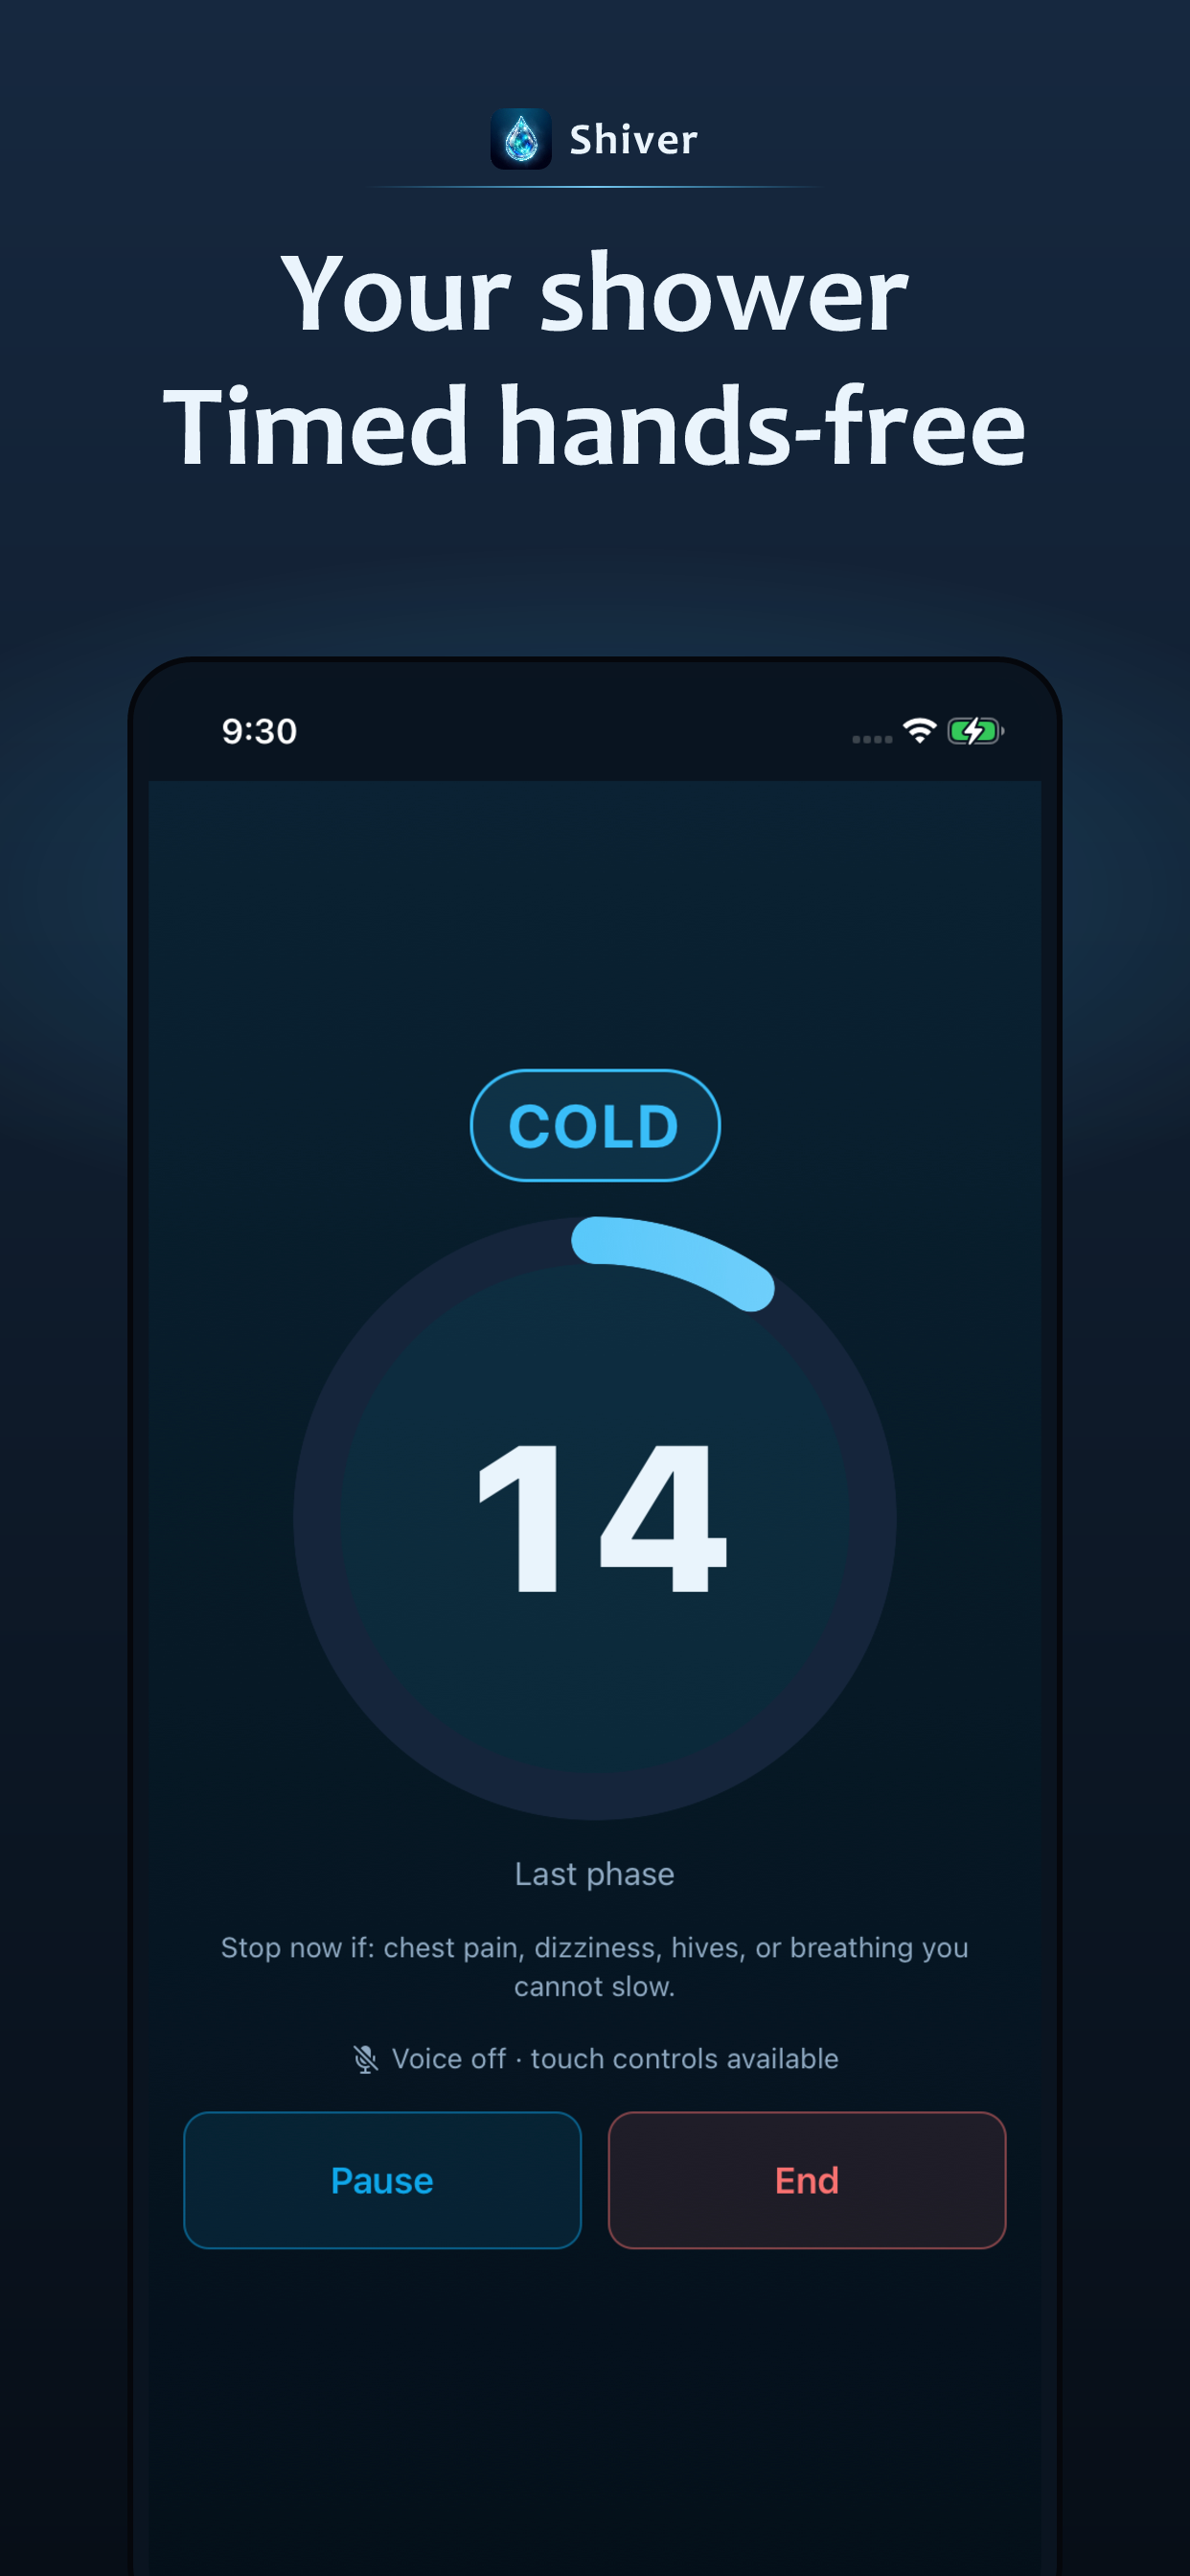 Shiver
Your shower
Timed hands-free
9:30
COLD
14
Last phase
Stop now if: chest pain, dizziness, hives, or breathing you
cannot slow.
Voice off · touch controls available
Pause
End